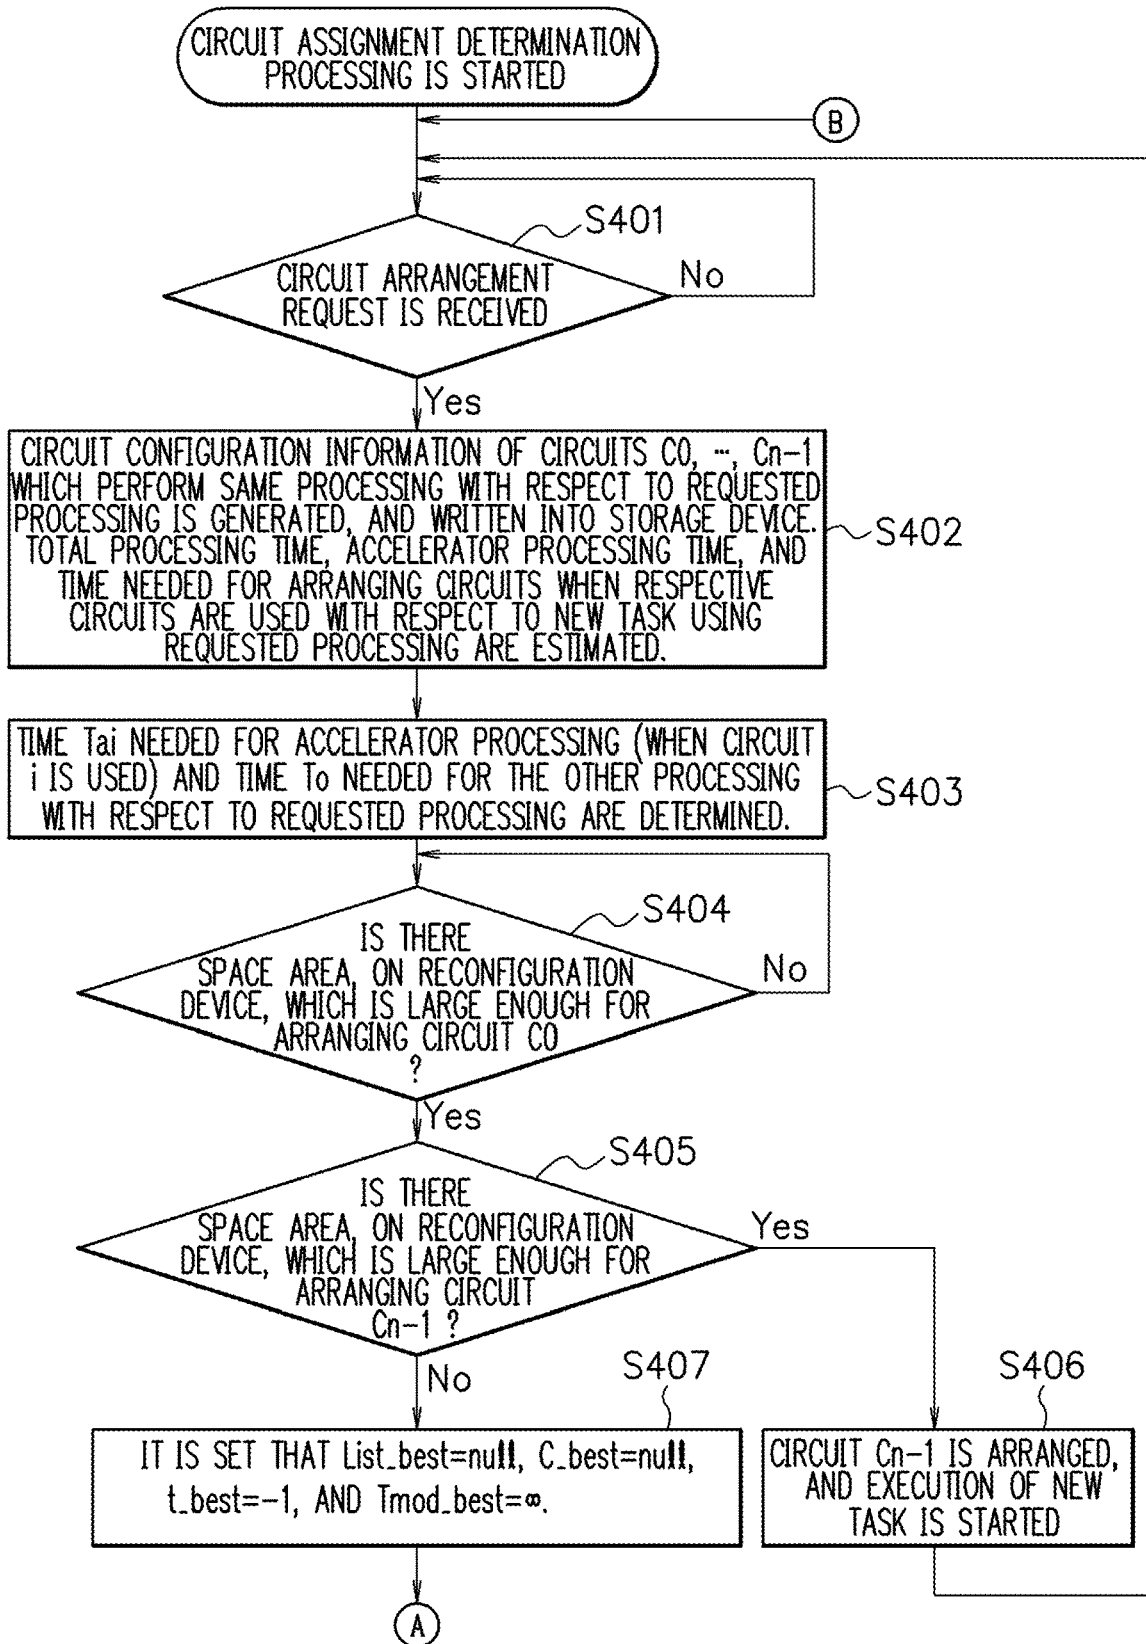 CIRCUIT ASSIGNMENT DETERMINATION
PROCESSING IS STARTED
B
S401
CIRCUIT ARRANGEMENT
REQUEST IS RECEIVED
No
Yes
CIRCUIT CONFIGURATION INFORMATION OF CIRCUITS C0, ···, Cn-1
WHICH PERFORM SAME PROCESSING WITH RESPECT TO REQUESTED
PROCESSING IS GENERATED, AND WRITTEN INTO STORAGE DEVICE.
TOTAL PROCESSING TIME, ACCELERATOR PROCESSING TIME, AND
TIME NEEDED FOR ARRANGING CIRCUITS WHEN RESPECTIVE
CIRCUITS ARE USED WITH RESPECT TO NEW TASK USING
REQUESTED PROCESSING ARE ESTIMATED.
S402
TIME Tai NEEDED FOR ACCELERATOR PROCESSING (WHEN CIRCUIT
i IS USED) AND TIME To NEEDED FOR THE OTHER PROCESSING
WITH RESPECT TO REQUESTED PROCESSING ARE DETERMINED.
S403
S404
IS THERE
SPACE AREA, ON RECONFIGURATION
DEVICE, WHICH IS LARGE ENOUGH FOR
ARRANGING CIRCUIT C0
?
No
Yes
S405
IS THERE
SPACE AREA, ON RECONFIGURATION
DEVICE, WHICH IS LARGE ENOUGH FOR
ARRANGING CIRCUIT
Cn-1 ?
Yes
No
S407
IT IS SET THAT List_best=null, C_best=null,
t_best=-1, AND Tmod_best=∞.
S406
CIRCUIT Cn-1 IS ARRANGED,
AND EXECUTION OF NEW
TASK IS STARTED
A